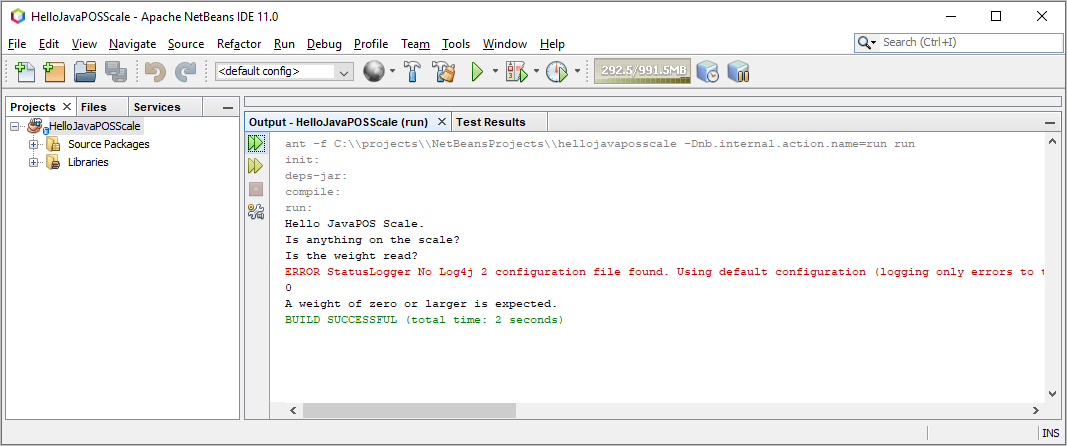 HelloJavaPOSScale - Apache NetBeans IDE 11.0
File Edit View Navigate Source Refactor Run Debug Profile Team Tools Window Help
Search (Ctrl+I)
<default config>
292.5/991.5MB
Projects Files Services
HelloJavaPOSScale
Source Packages
Libraries
Output - HelloJavaPOSScale (run) Test Results
ant -f C:\\projects\\NetBeansProjects\\hellojavaposscale -Dnb.internal.action.name=run run
init:
deps-jar:
compile:
run:
Hello JavaPOS Scale.
Is anything on the scale?
Is the weight read?
ERROR StatusLogger No Log4j 2 configuration file found. Using default configuration (logging only errors to t
0
A weight of zero or larger is expected.
BUILD SUCCESSFUL (total time: 2 seconds)
INS